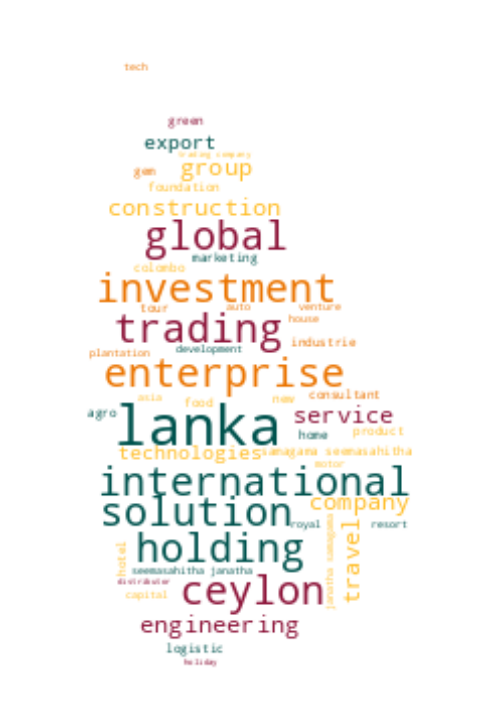 tech
green
export
trading company
gem group
foundation
construction
global
marketing
colombo
investment
tour auto venture
trading house
industrie
plantation development
enterprise
asia food new consultant
agro lanka service
home product
technologies samagama seemasahitha
motor
international
solution company
royal resort
holding
hotel
janatha samagama
travel
seemasahitha janatha
distributor
capital ceylon
engineering
logistic
holiday